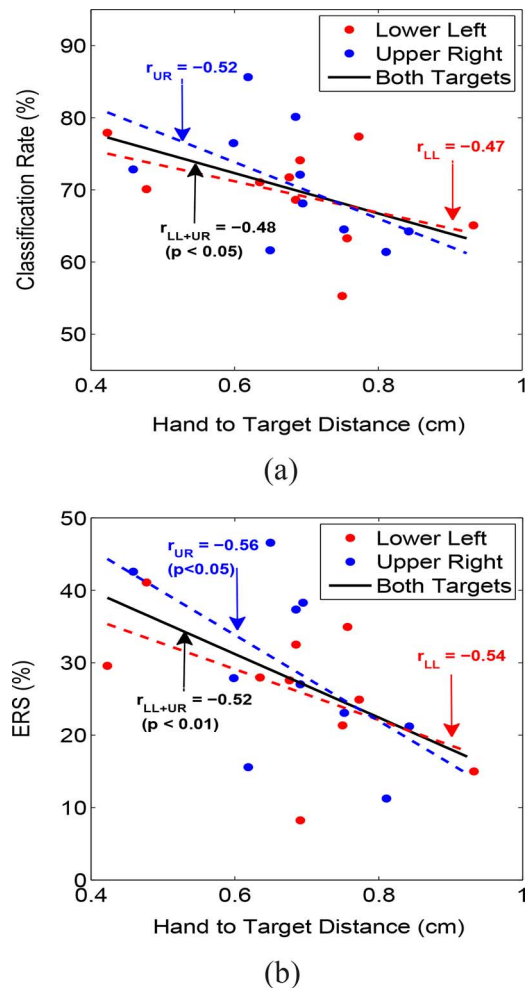 90
80
70
60
50
Classification Rate (%)
Lower Left
Upper Right
Both Targets
r_UR = −0.52
r_LL = −0.47
r_LL+UR = −0.48
(p < 0.05)
0.4 0.6 0.8 1
Hand to Target Distance (cm)
(a)
50
40
30
20
10
0
ERS (%)
Lower Left
Upper Right
Both Targets
r_UR = −0.56
(p<0.05)
r_LL = −0.54
r_LL+UR = −0.52
(p < 0.01)
0.4 0.6 0.8 1
Hand to Target Distance (cm)
(b)